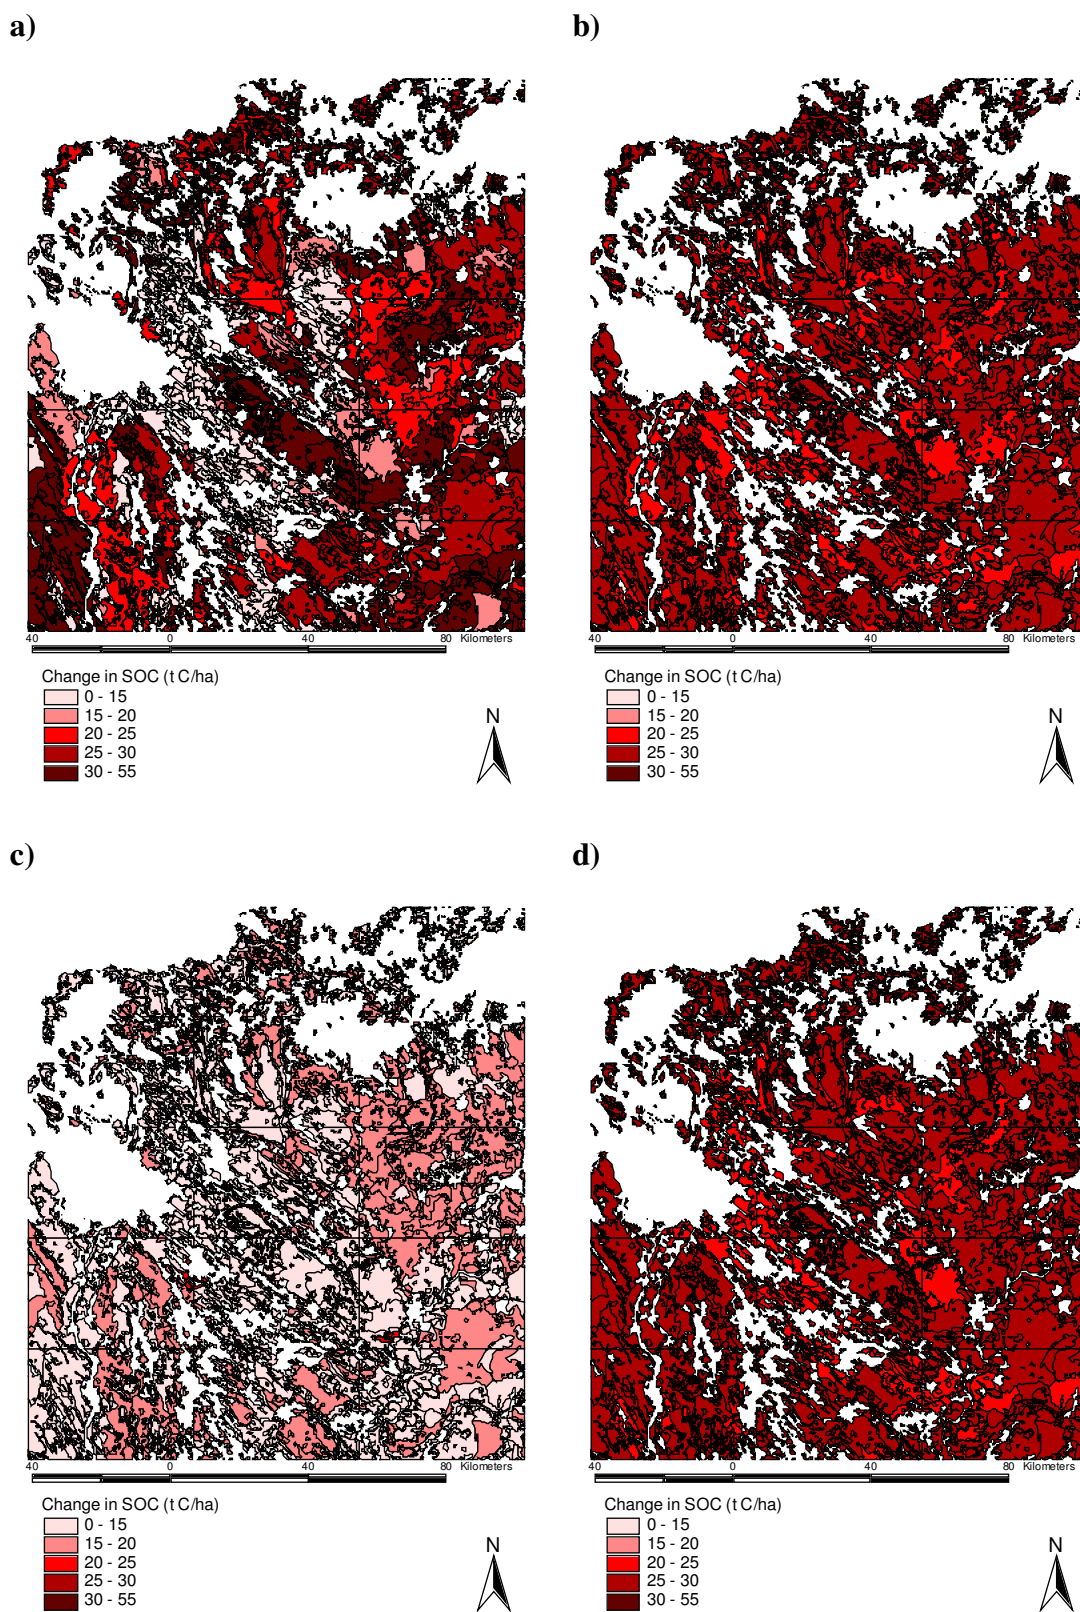 a)
b)
40 0 40 80 Kilometers
40 0 40 80 Kilometers
Change in SOC (t C/ha)
0 - 15
15 - 20
20 - 25
25 - 30
30 - 55
N
Change in SOC (t C/ha)
0 - 15
15 - 20
20 - 25
25 - 30
30 - 55
N
c)
d)
40 0 40 80 Kilometers
40 0 40 80 Kilometers
Change in SOC (t C/ha)
0 - 15
15 - 20
20 - 25
25 - 30
30 - 55
N
Change in SOC (t C/ha)
0 - 15
15 - 20
20 - 25
25 - 30
30 - 55
N